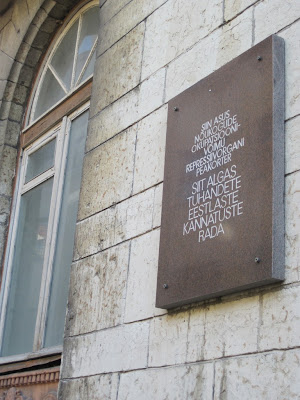 SIIN ASUS
NÕUKOGUDE
OKUPATSIOONI-
VÕIMU
REPRESSIIVORGANI
PEAKORTER
SIIT ALGAS
TUHANDETE
EESTLASTE
KANNATUSTE
RADA